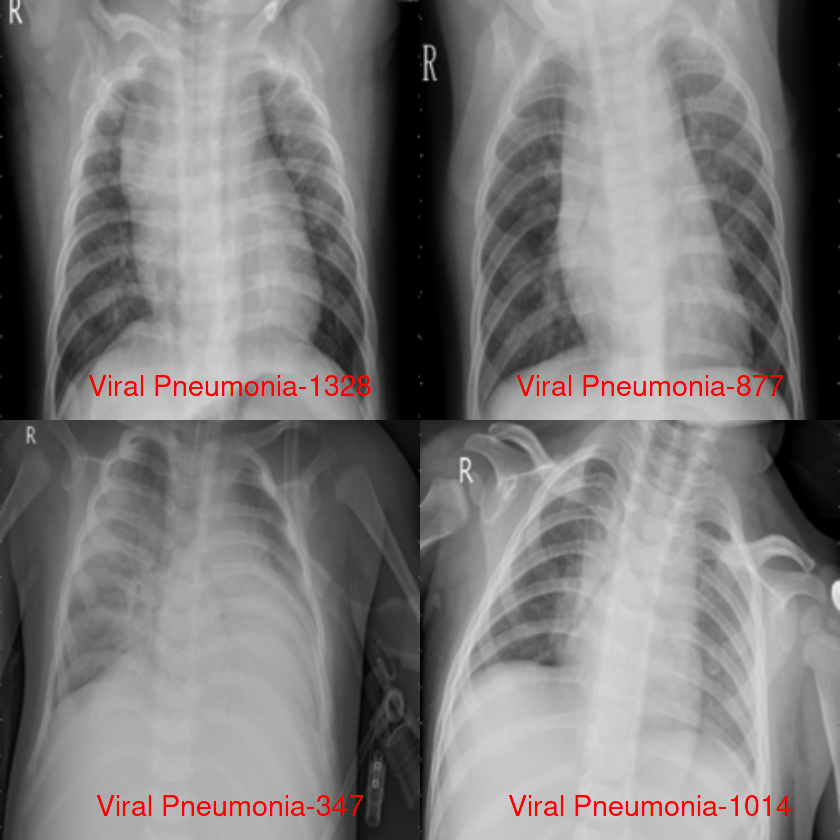 R
R
Viral Pneumonia-1328
Viral Pneumonia-877
R
R
Viral Pneumonia-347
Viral Pneumonia-1014